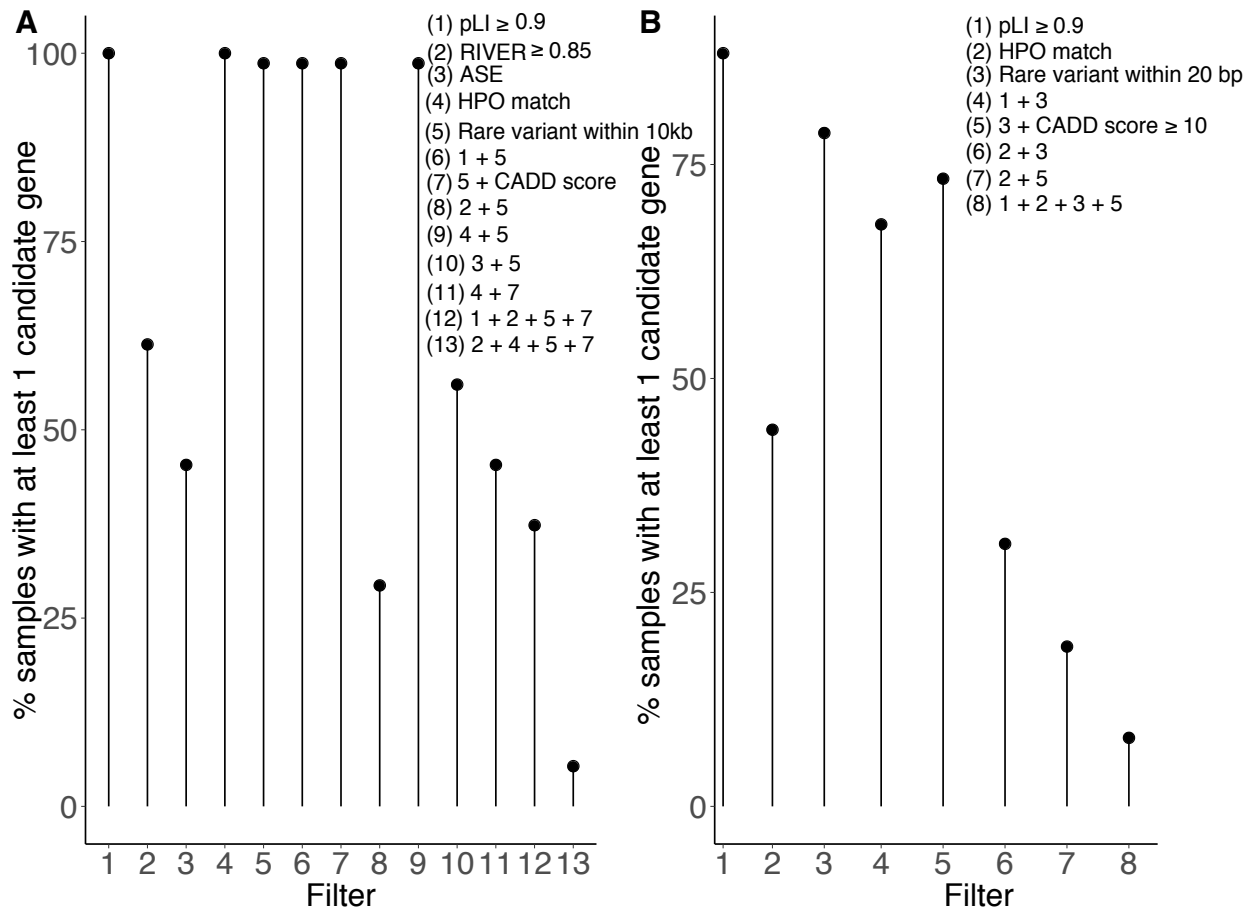 A
% samples with at least 1 candidate gene
100
75
50
25
0
1 2 3 4 5 6 7 8 9 10 11 12 13
Filter
(1) pLI ≥ 0.9
(2) RIVER ≥ 0.85
(3) ASE
(4) HPO match
(5) Rare variant within 10kb
(6) 1 + 5
(7) 5 + CADD score
(8) 2 + 5
(9) 4 + 5
(10) 3 + 5
(11) 4 + 7
(12) 1 + 2 + 5 + 7
(13) 2 + 4 + 5 + 7
B
% samples with at least 1 candidate gene
75
50
25
0
1 2 3 4 5 6 7 8
Filter
(1) pLI ≥ 0.9
(2) HPO match
(3) Rare variant within 20 bp
(4) 1 + 3
(5) 3 + CADD score ≥ 10
(6) 2 + 3
(7) 2 + 5
(8) 1 + 2 + 3 + 5